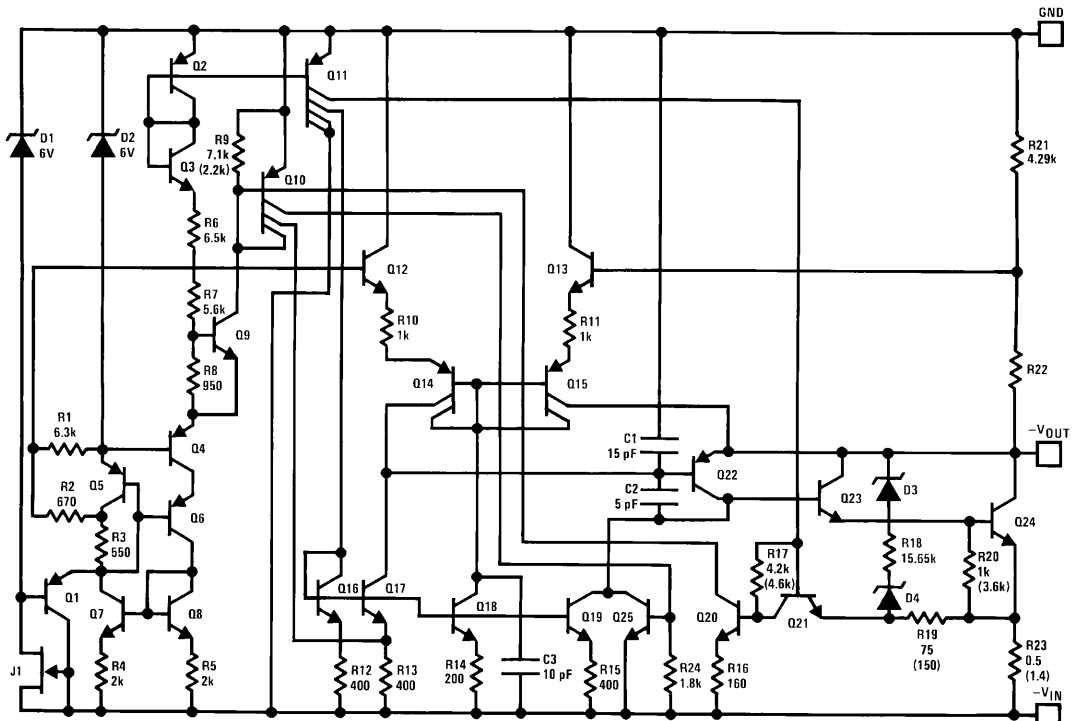 GND
Q2
Q11
D1
6V
D2
6V
Q3
R9
7.1k
(2.2k)
Q10
R21
4.29k
R6
6.5k
Q12
Q13
R7
5.6k
Q9
R10
1k
R11
1k
R8
950
Q14
Q15
R22
R1
6.3k
Q4
C1
15 pF
-VOUT
Q5
Q22
R2
670
Q6
C2
5 pF
Q23
D3
Q24
R3
550
R18
15.65k
R20
1k
(3.6k)
R17
4.2k
(4.6k)
Q1
Q7
Q8
Q16
Q17
Q18
Q19
Q25
Q20
Q21
D4
R19
75
(150)
J1
R4
2k
R5
2k
R12
400
R13
400
R14
200
C3
10 pF
R15
400
R24
1.8k
R16
160
R23
0.5
(1.4)
-VIN